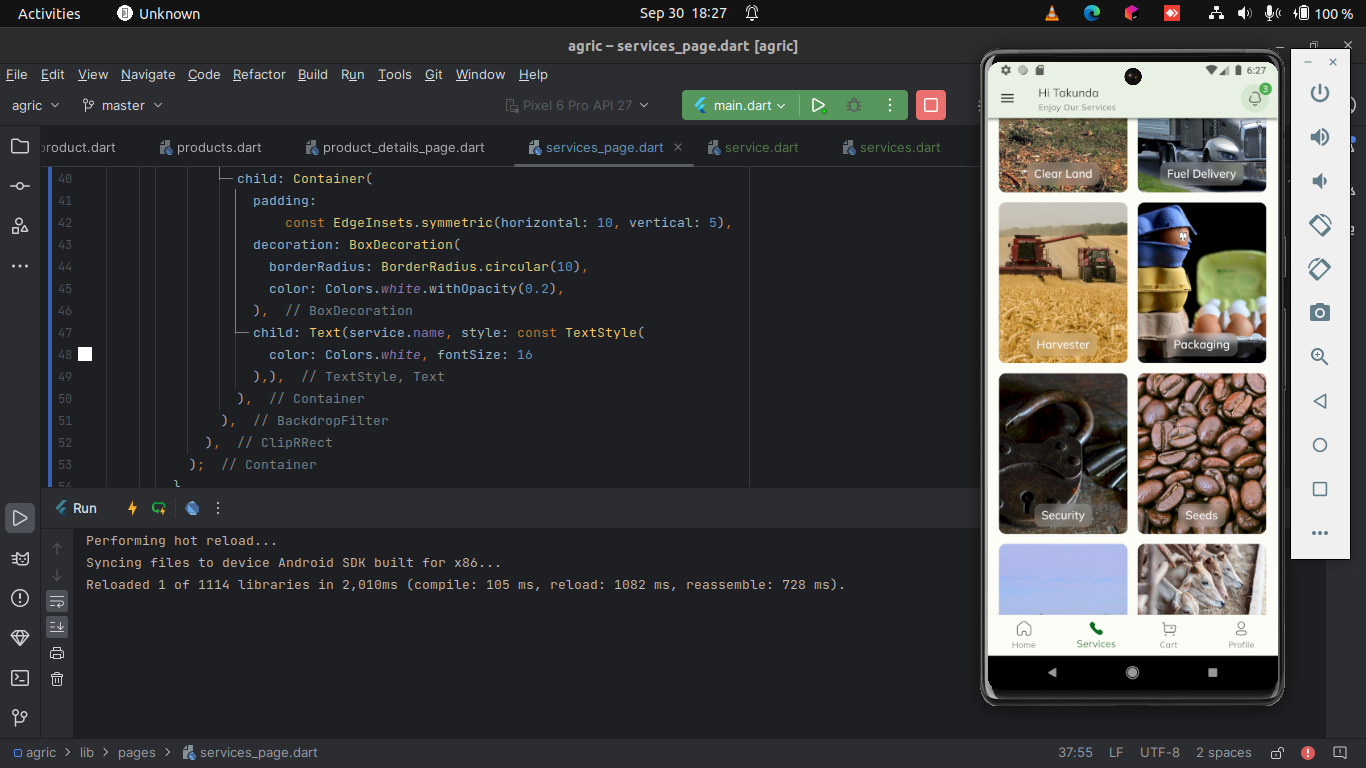 Activities Unknown Sep 30 18:27 100 %
agric – services_page.dart [agric]
File Edit View Navigate Code Refactor Build Run Tools Git Window Help
agric master Pixel 6 Pro API 27 main.dart
product.dart products.dart product_details_page.dart services_page.dart service.dart services.dart
40 child: Container(
41 padding:
42 const EdgeInsets.symmetric(horizontal: 10, vertical: 5),
43 decoration: BoxDecoration(
44 borderRadius: BorderRadius.circular(10),
45 color: Colors.white.withOpacity(0.2),
46 ), // BoxDecoration
47 child: Text(service.name, style: const TextStyle(
48 color: Colors.white, fontSize: 16
49 ),), // TextStyle, Text
50 ), // Container
51 ), // BackdropFilter
52 ), // ClipRRect
53 ); // Container
54 }
Run
Performing hot reload...
Syncing files to device Android SDK built for x86...
Reloaded 1 of 1114 libraries in 2,010ms (compile: 105 ms, reload: 1082 ms, reassemble: 728 ms).
agric > lib > pages > services_page.dart
37:55 LF UTF-8 2 spaces
6:27
Hi Takunda
Enjoy Our Services
3
Clear Land Fuel Delivery
Harvester Packaging
Security Seeds
Home Services Cart Profile